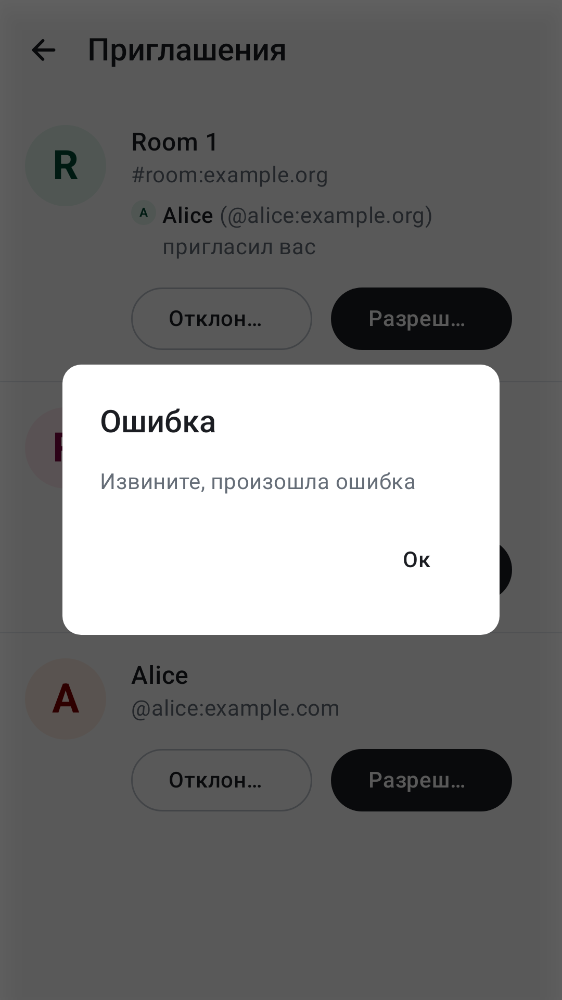 Приглашения
R
Room 1
#room:example.org
A Alice (@alice:example.org)
пригласил вас
Отклон... Разреш...
Ошибка
Извините, произошла ошибка
Ок
A
Alice
@alice:example.com
Отклон... Разреш...